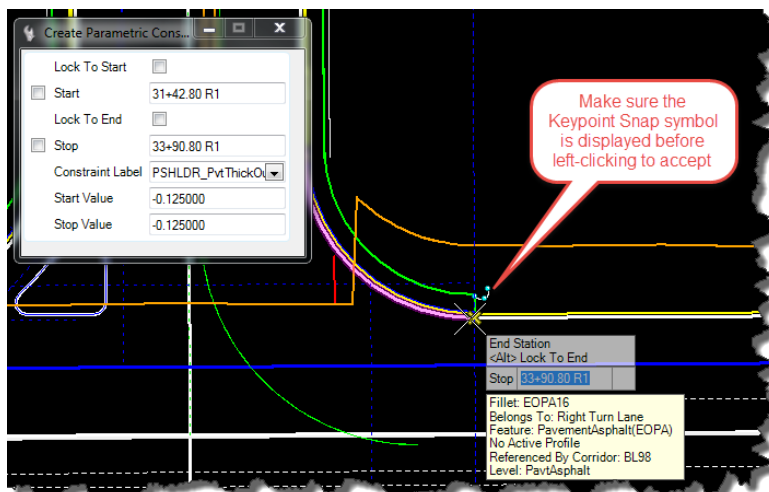 Create Parametric Cons...
Lock To Start
Start 31+42.80 R1
Lock To End
Stop 33+90.80 R1
Constraint Label PSHLDR_PvtThickOu
Start Value -0.125000
Stop Value -0.125000
Make sure the
Keypoint Snap symbol
is displayed before
left-clicking to accept
End Station
<Alt> Lock To End
Stop 33+90.80 R1
Fillet: EOPA16
Belongs To: Right Turn Lane
Feature: PavementAsphalt(EOPA)
No Active Profile
Referenced By Corridor: BL98
Level: PavtAsphalt